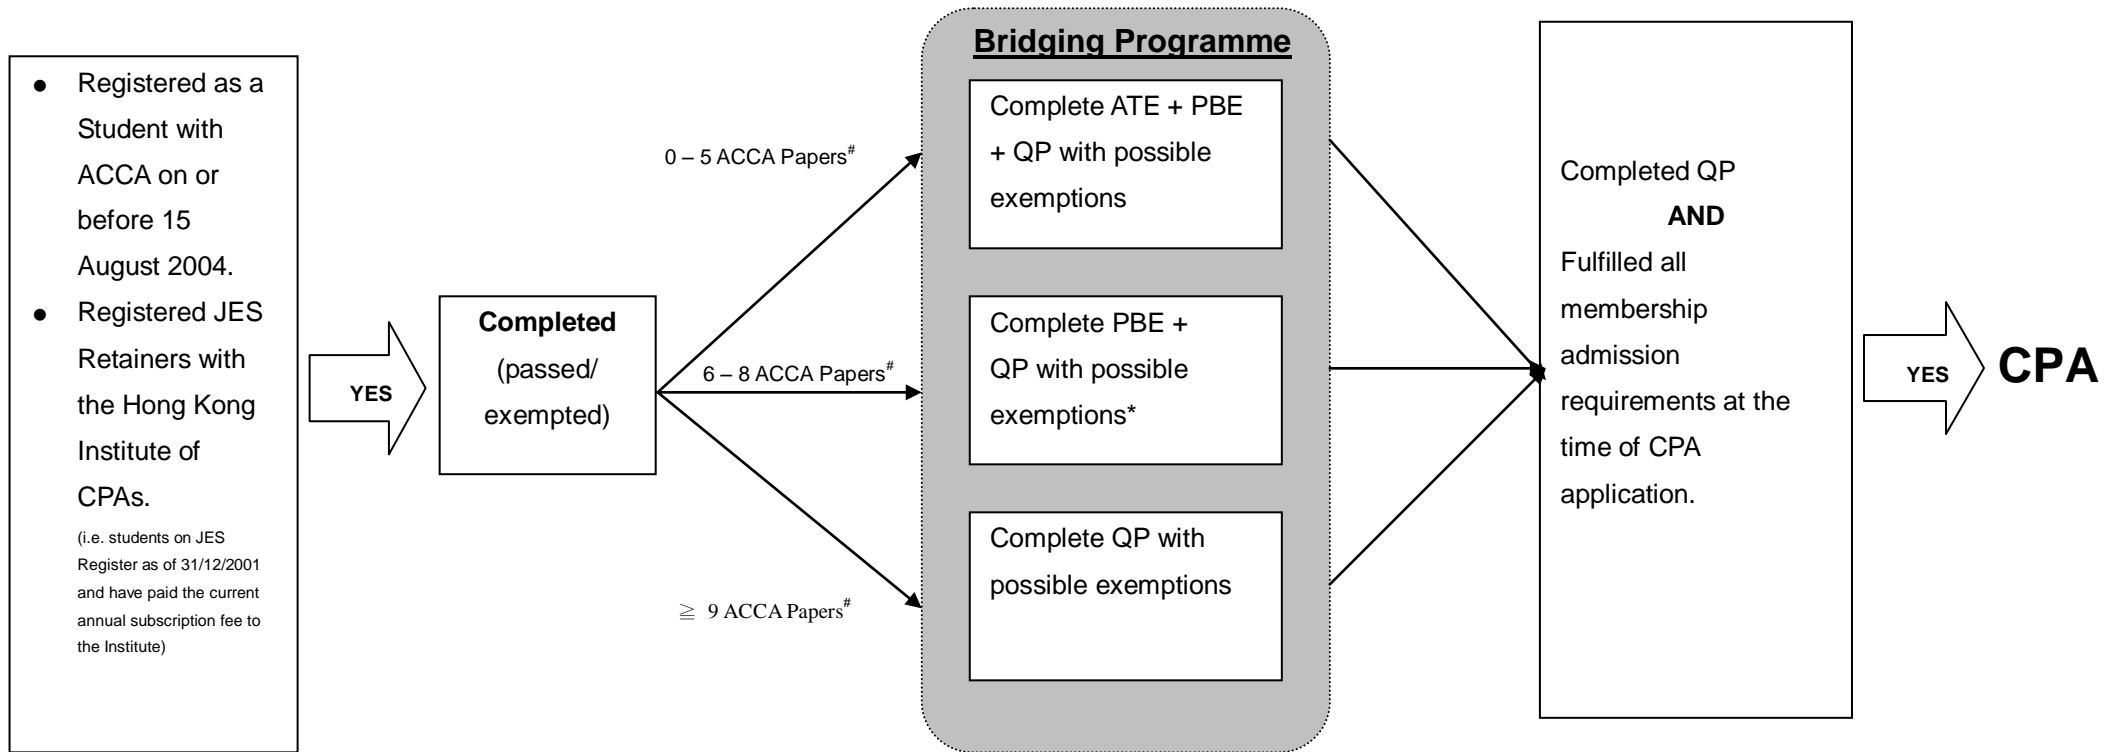 ● Registered as a
Student with
ACCA on or
before 15
August 2004.
● Registered JES
Retainers with
the Hong Kong
Institute of
CPAs.
(i.e. students on JES
Register as of 31/12/2001
and have paid the current
annual subscription fee to
the Institute)
YES
Completed
(passed/
exempted)
0 – 5 ACCA Papers#
6 – 8 ACCA Papers#
≧ 9 ACCA Papers#
Bridging Programme
Complete ATE + PBE
+ QP with possible
exemptions
Complete PBE +
QP with possible
exemptions*
Complete QP with
possible exemptions
Completed QP
AND
Fulfilled all
membership
admission
requirements at the
time of CPA
application.
YES
CPA